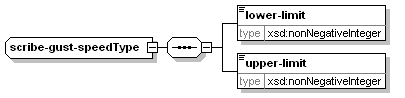 scribe-gust-speedType
lower-limit
type xsd:nonNegativeInteger
upper-limit
type xsd:nonNegativeInteger